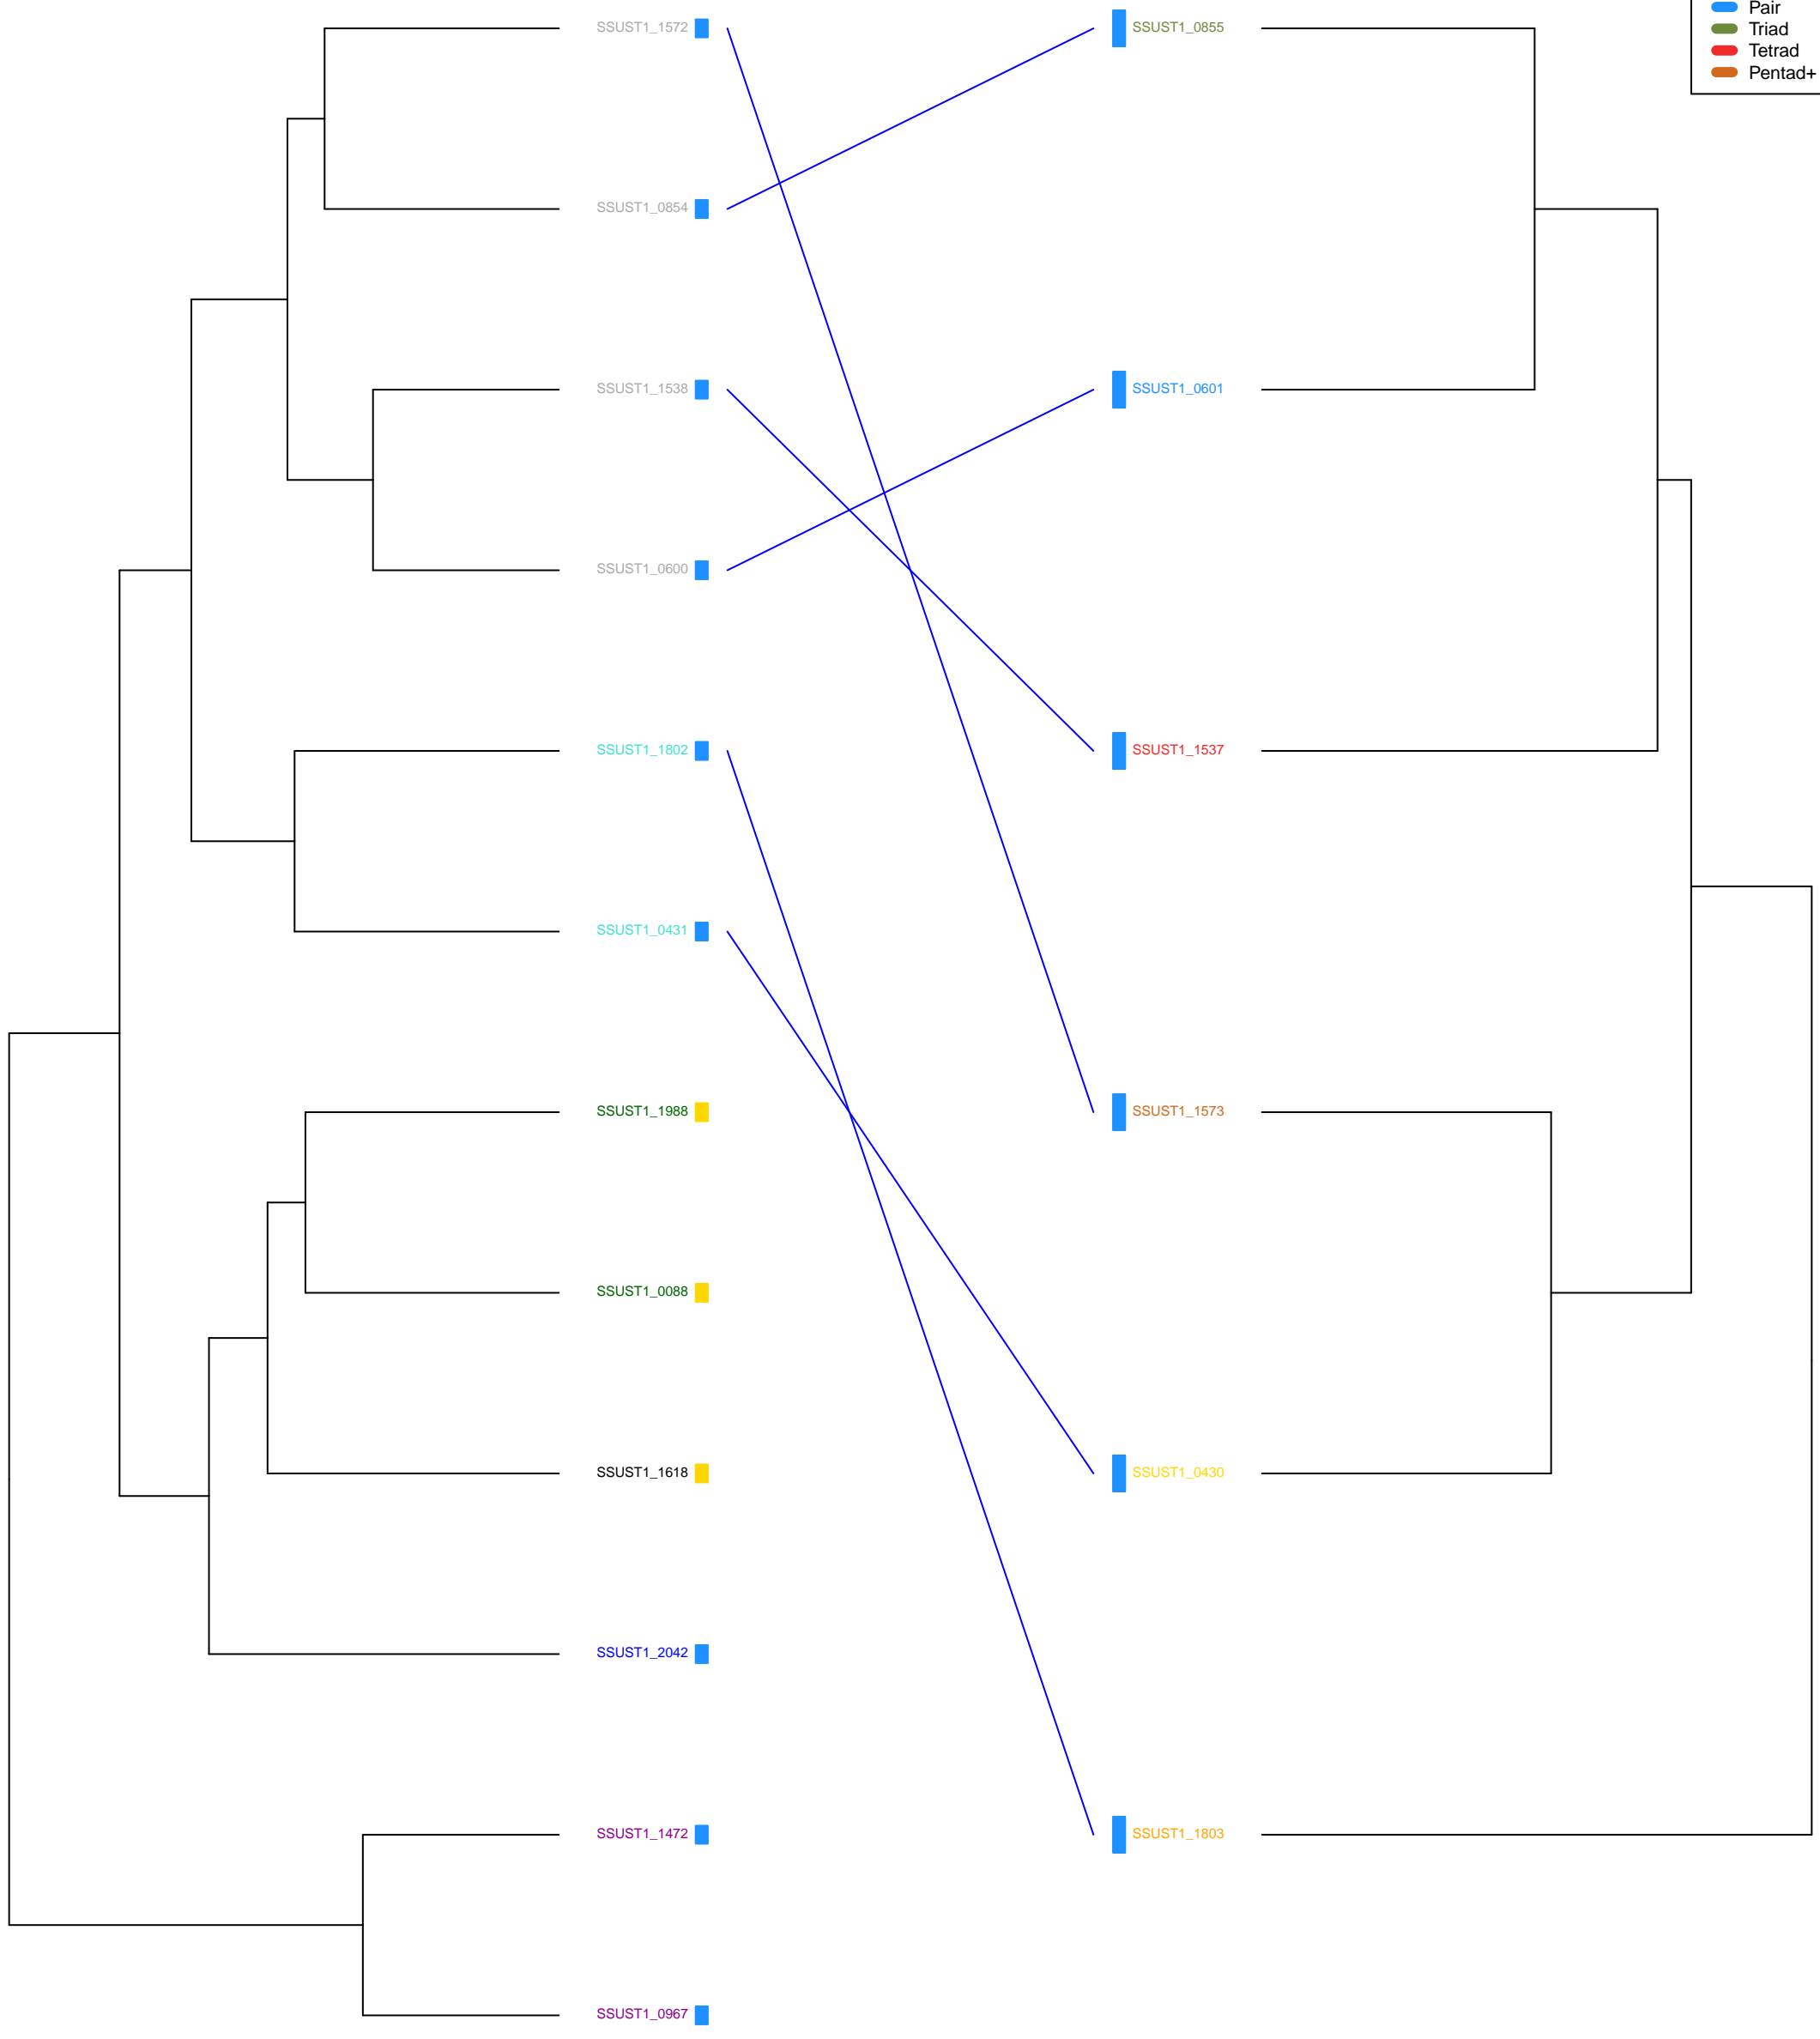 Pair
Triad
Tetrad
Pentad+
SSUST1_1572
SSUST1_0854
SSUST1_1538
SSUST1_0600
SSUST1_1802
SSUST1_0431
SSUST1_1988
SSUST1_0088
SSUST1_1618
SSUST1_2042
SSUST1_1472
SSUST1_0967
SSUST1_0855
SSUST1_0601
SSUST1_1537
SSUST1_1573
SSUST1_0430
SSUST1_1803